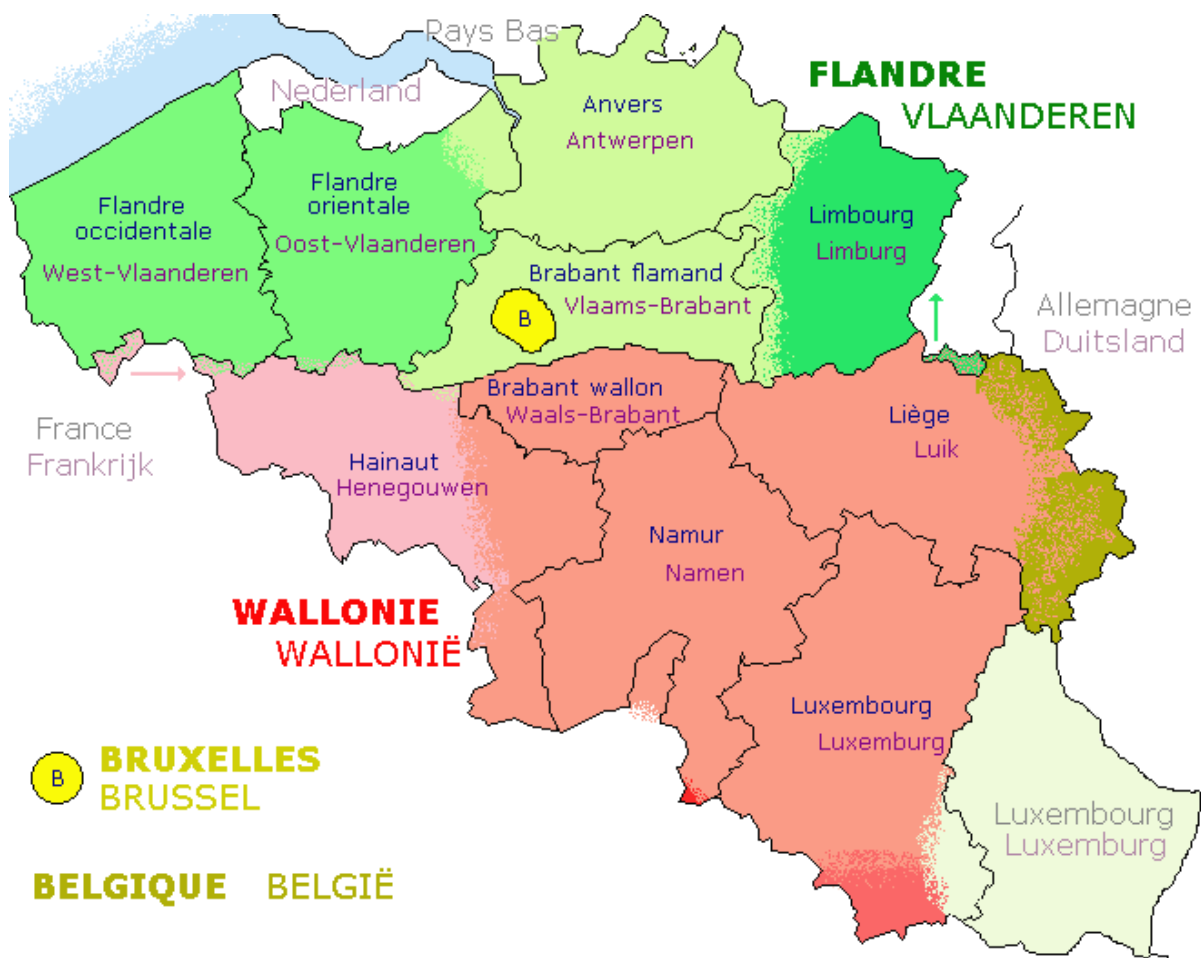 Pays Bas
Nederland
FLANDRE
VLAANDEREN
Anvers
Antwerpen
Flandre
occidentale
West-Vlaanderen
Flandre
orientale
Oost-Vlaanderen
Limbourg
Limburg
Brabant flamand
Vlaams-Brabant
B
Allemagne
Duitsland
Brabant wallon
Waals-Brabant
Liège
Luik
France
Frankrijk
Hainaut
Henegouwen
Namur
Namen
WALLONIE
WALLONIË
Luxembourg
Luxemburg
B
BRUXELLES
BRUSSEL
Luxembourg
Luxemburg
BELGIQUE BELGIË